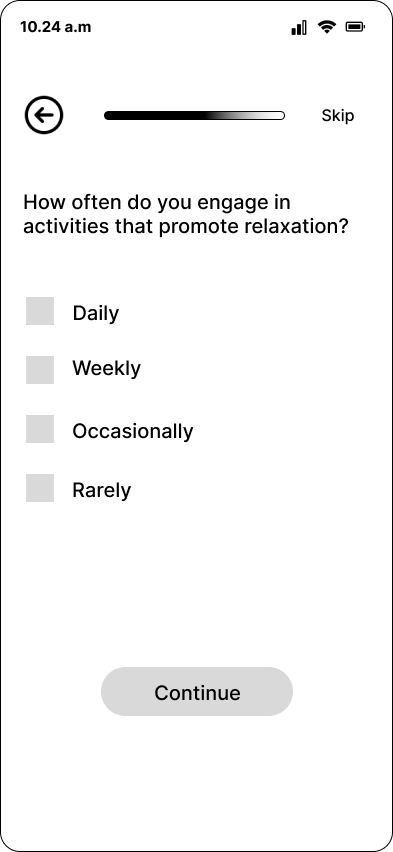 10.24 a.m
Skip
How often do you engage in
activities that promote relaxation?
Daily
Weekly
Occasionally
Rarely
Continue